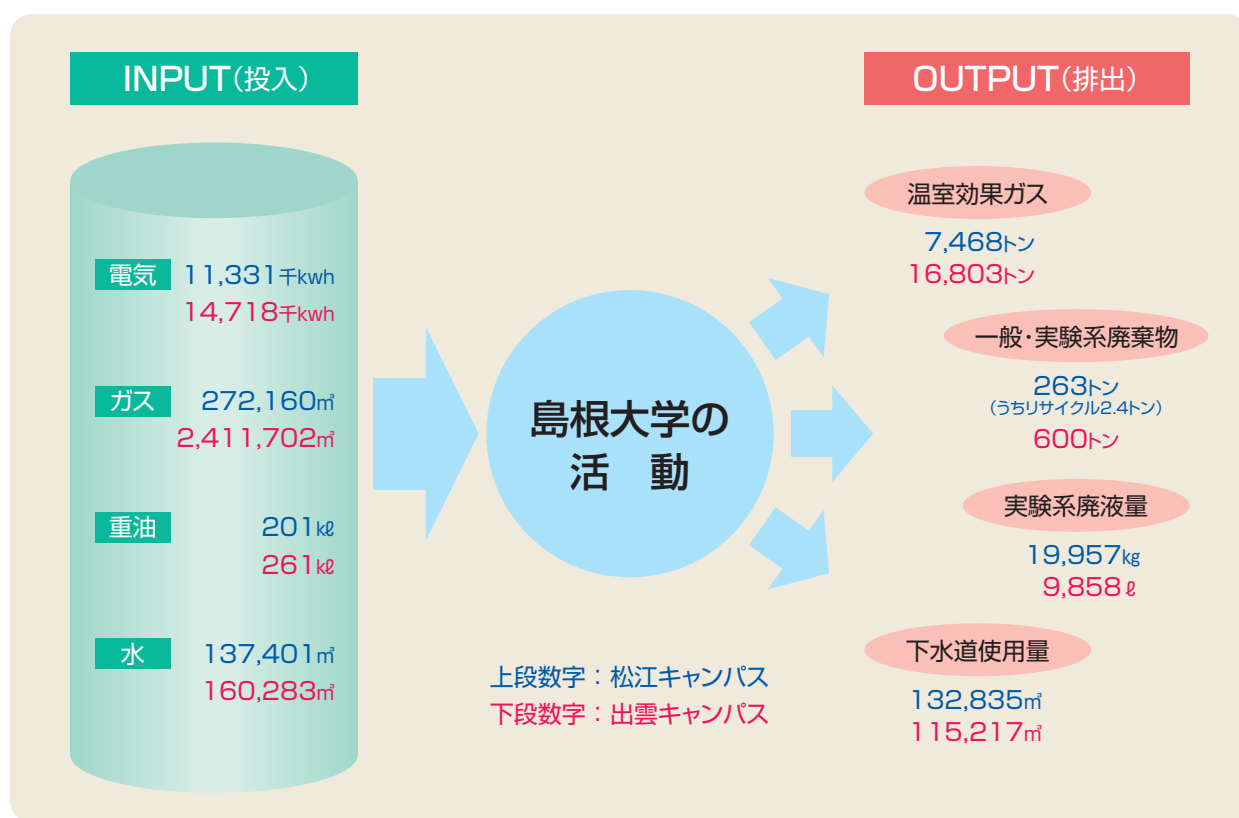 INPUT(投入)
電気 11,331千kwh
14,718千kwh
ガス 272,160㎥
2,411,702㎥
重油 201㎘
261㎘
水 137,401㎥
160,283㎥
島根大学の
活 動
上段数字:松江キャンパス
下段数字:出雲キャンパス
OUTPUT(排出)
温室効果ガス
7,468トン
16,803トン
一般・実験系廃棄物
263トン
(うちリサイクル2.4トン)
600トン
実験系廃液量
19,957㎏
9,858ℓ
下水道使用量
132,835㎥
115,217㎥